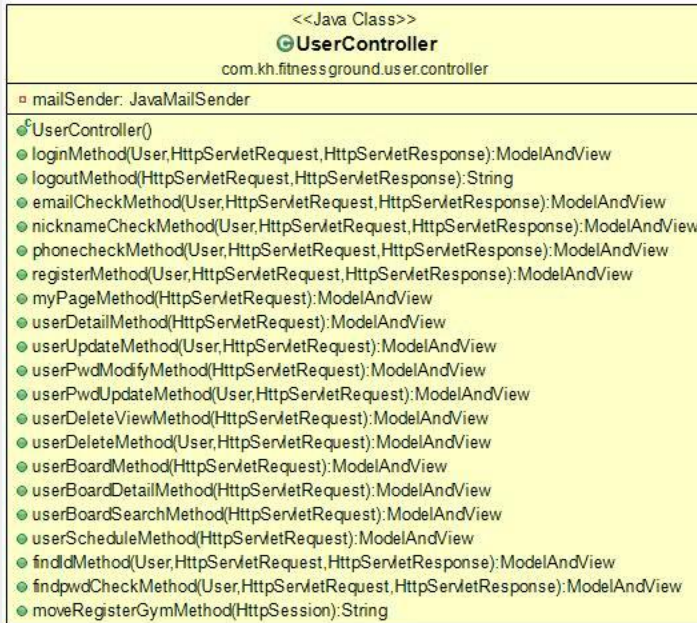 <<Java Class>>
UserController
com.kh.fitnessground.user.controller
mailSender: JavaMailSender
UserController()
loginMethod(User,HttpServletRequest,HttpServletResponse):ModelAndView
logoutMethod(HttpServletRequest,HttpServletResponse):String
emailCheckMethod(User,HttpServletRequest,HttpServletResponse):ModelAndView
nicknameCheckMethod(User,HttpServletRequest,HttpServletResponse):ModelAndView
phonecheckMethod(User,HttpServletRequest,HttpServletResponse):ModelAndView
registerMethod(User,HttpServletRequest,HttpServletResponse):ModelAndView
myPageMethod(HttpServletRequest):ModelAndView
userDetailMethod(HttpServletRequest):ModelAndView
userUpdateMethod(User,HttpServletRequest):ModelAndView
userPwdModifyMethod(HttpServletRequest):ModelAndView
userPwdUpdateMethod(User,HttpServletRequest):ModelAndView
userDeleteViewMethod(HttpServletRequest):ModelAndView
userDeleteMethod(User,HttpServletRequest):ModelAndView
userBoardMethod(HttpServletRequest):ModelAndView
userBoardDetailMethod(HttpServletRequest):ModelAndView
userBoardSearchMethod(HttpServletRequest):ModelAndView
userScheduleMethod(HttpServletRequest):ModelAndView
findIdMethod(User,HttpServletRequest,HttpServletResponse):ModelAndView
findpwdCheckMethod(User,HttpServletRequest,HttpServletResponse):ModelAndView
moveRegisterGymMethod(HttpSession):String